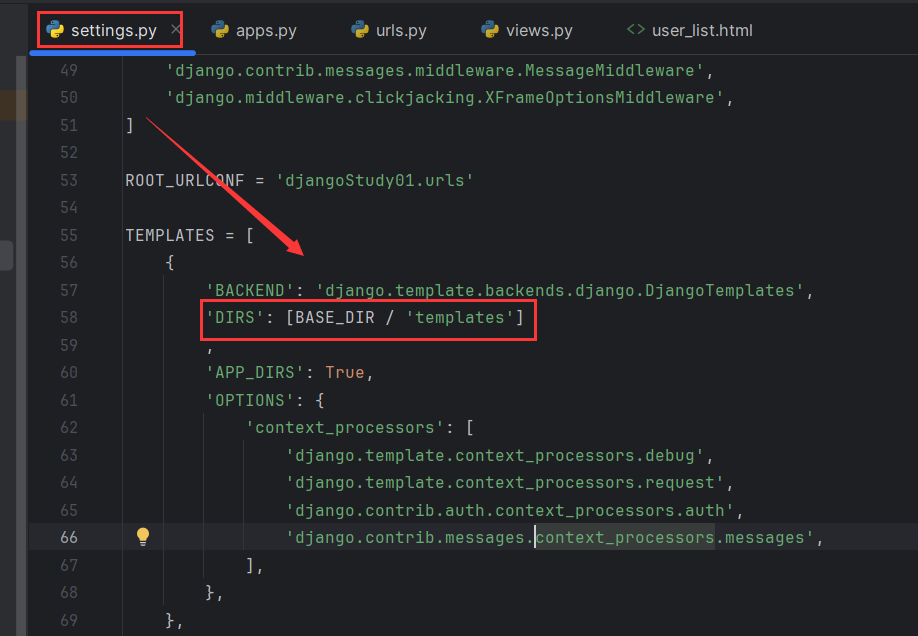 settings.py apps.py urls.py views.py <> user_list.html
49 'django.contrib.messages.middleware.MessageMiddleware',
50 'django.middleware.clickjacking.XFrameOptionsMiddleware',
51 ]
52
53 ROOT_URLCONF = 'djangoStudy01.urls'
54
55 TEMPLATES = [
56 {
57 'BACKEND': 'django.template.backends.django.DjangoTemplates',
58 'DIRS': [BASE_DIR / 'templates']
59 ,
60 'APP_DIRS': True,
61 'OPTIONS': {
62 'context_processors': [
63 'django.template.context_processors.debug',
64 'django.template.context_processors.request',
65 'django.contrib.auth.context_processors.auth',
66 'django.contrib.messages.context_processors.messages',
67 ],
68 },
69 },